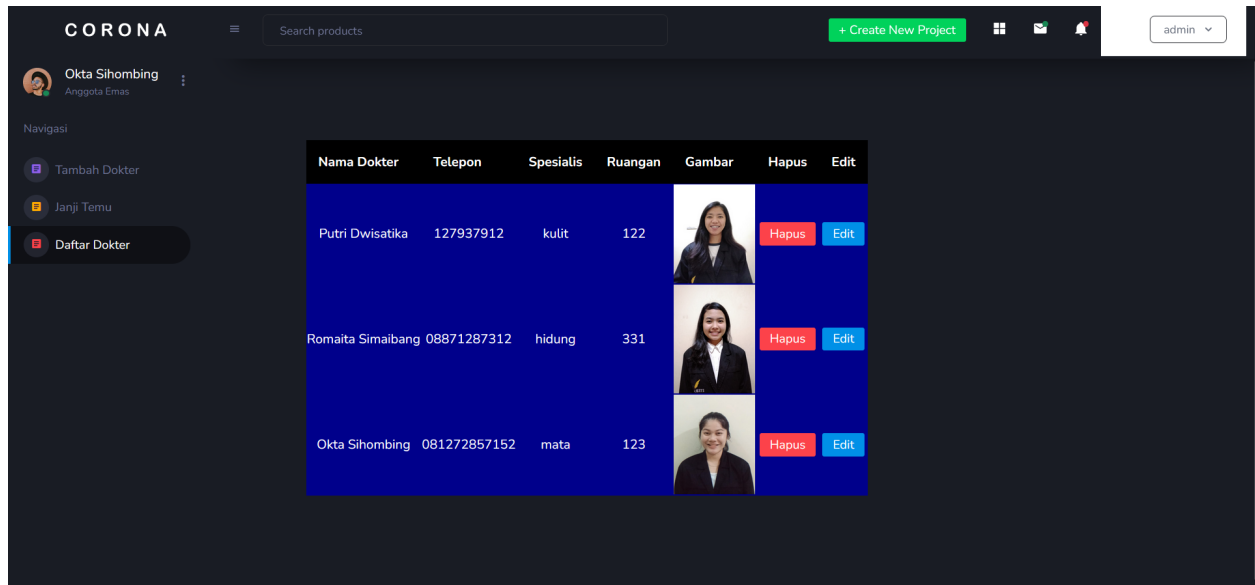 CORONA
Search products
+ Create New Project
admin
Okta Sihombing
Anggota Emas
Navigasi
Tambah Dokter
Janji Temu
Daftar Dokter
Nama Dokter Telepon Spesialis Ruangan Gambar Hapus Edit
Putri Dwisatika 127937912 kulit 122 Hapus Edit
Romaita Simaibang 08871287312 hidung 331 Hapus Edit
Okta Sihombing 081272857152 mata 123 Hapus Edit